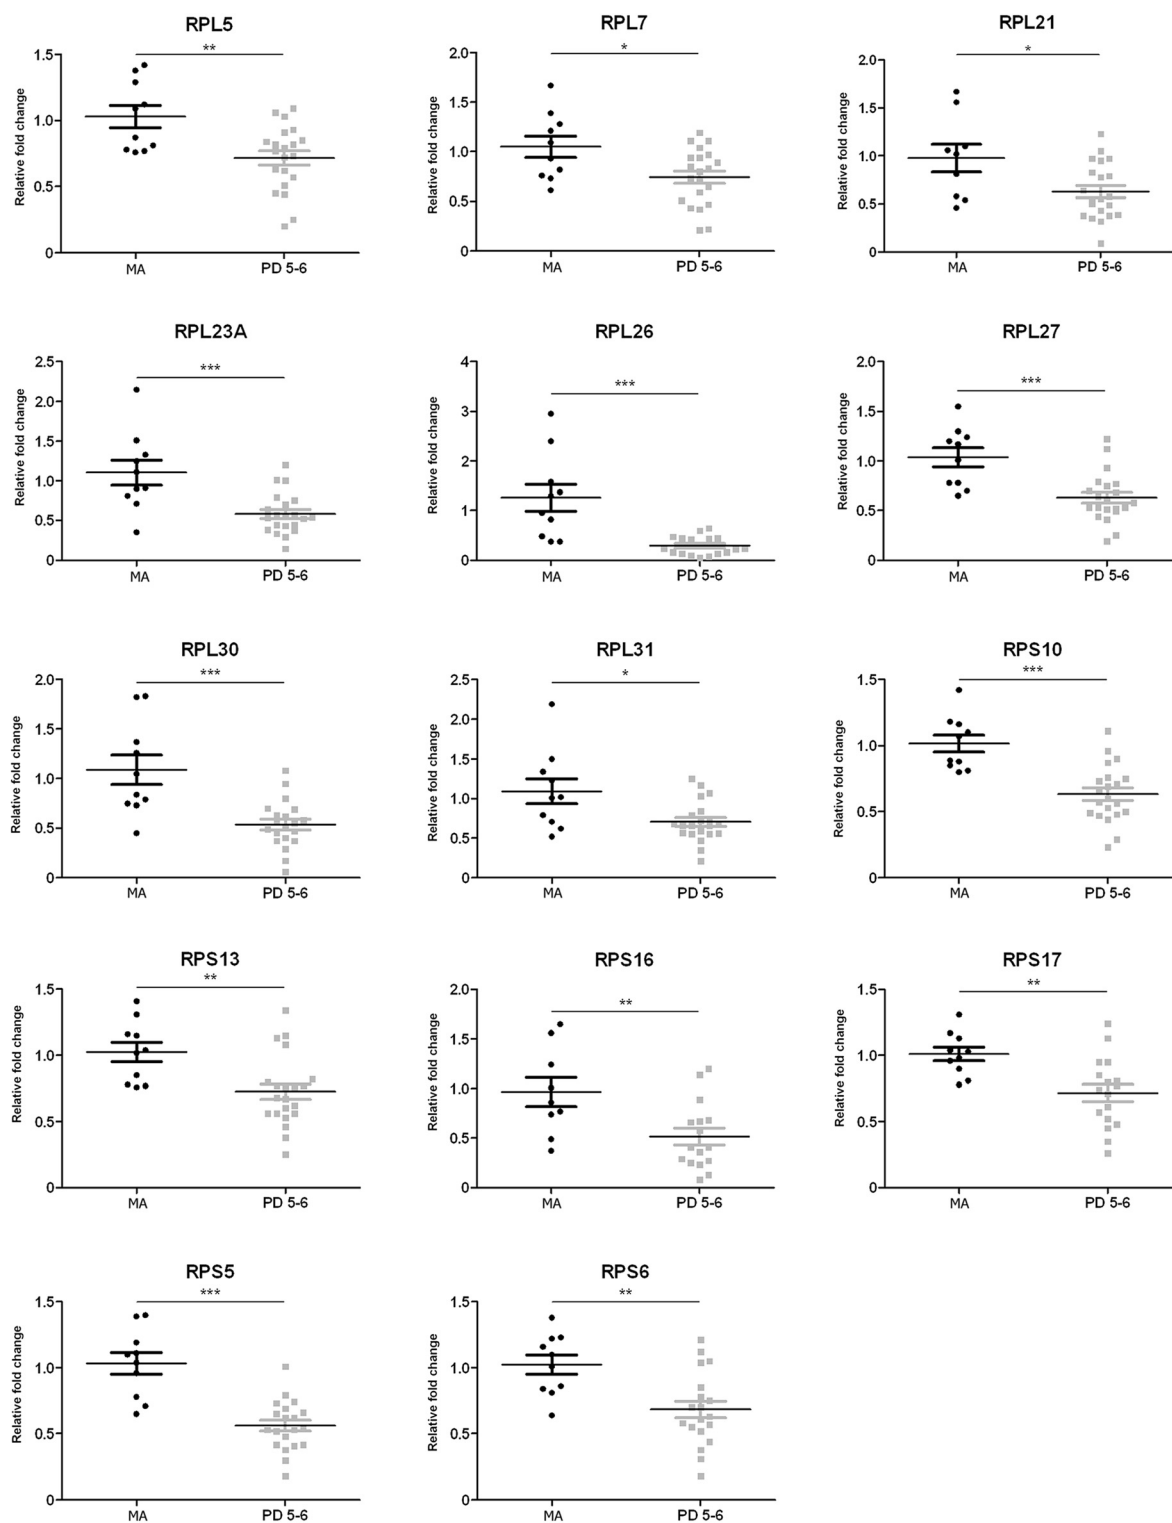 RPL5
**
Relative fold change
1.5
1.0
0.5
0
MA
PD 5-6
RPL7
*
Relative fold change
2.0
1.5
1.0
0.5
0
MA
PD 5-6
RPL21
*
Relative fold change
2.0
1.5
1.0
0.5
0
MA
PD 5-6
RPL23A
***
Relative fold change
2.5
2.0
1.5
1.0
0.5
0
MA
PD 5-6
RPL26
***
Relative fold change
4
3
2
1
0
MA
PD 5-6
RPL27
***
Relative fold change
2.0
1.5
1.0
0.5
0
MA
PD 5-6
RPL30
***
Relative fold change
2.0
1.5
1.0
0.5
0
MA
PD 5-6
RPL31
*
Relative fold change
2.5
2.0
1.5
1.0
0.5
0
MA
PD 5-6
RPS10
***
Relative fold change
1.5
1.0
0.5
0
MA
PD 5-6
RPS13
**
Relative fold change
1.5
1.0
0.5
0
MA
PD 5-6
RPS16
**
Relative fold change
2.0
1.5
1.0
0.5
0
MA
PD 5-6
RPS17
**
Relative fold change
1.5
1.0
0.5
0
MA
PD 5-6
RPS5
***
Relative fold change
1.5
1.0
0.5
0
MA
PD 5-6
RPS6
**
Relative fold change
1.5
1.0
0.5
0
MA
PD 5-6